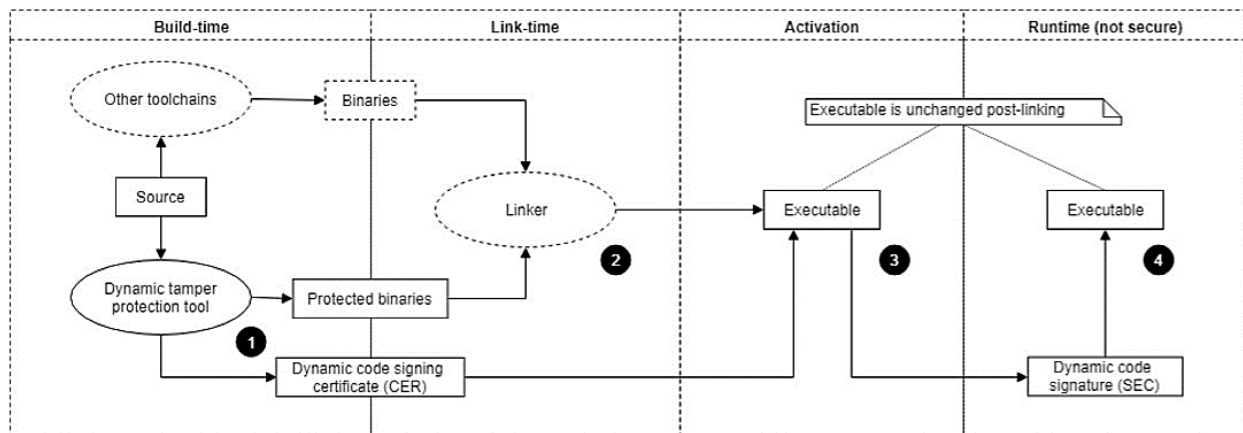 Build-time
Link-time
Activation
Runtime (not secure)
Other toolchains
Binaries
Executable is unchanged post-linking
Source
Linker
Executable
Executable
2
3
4
Dynamic tamper
protection tool
Protected binaries
1
Dynamic code signing
certificate (CER)
Dynamic code
signature (SEC)